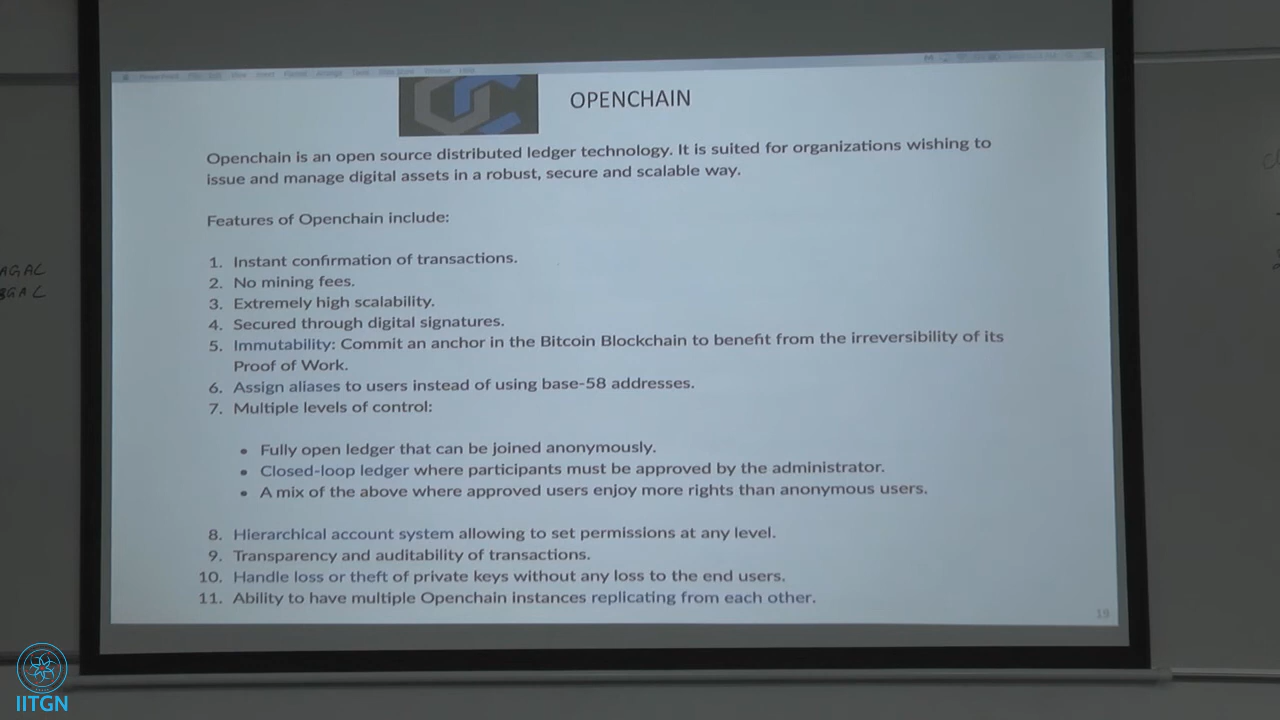 OPENCHAIN
Openchain is an open source distributed ledger technology. It is suited for organizations wishing to
issue and manage digital assets in a robust, secure and scalable way.
Features of Openchain include:
1. Instant confirmation of transactions.
2. No mining fees.
3. Extremely high scalability.
4. Secured through digital signatures.
5. Immutability: Commit an anchor in the Bitcoin Blockchain to benefit from the irreversibility of its
Proof of Work.
6. Assign aliases to users instead of using base-58 addresses.
7. Multiple levels of control:
• Fully open ledger that can be joined anonymously.
• Closed-loop ledger where participants must be approved by the administrator.
• A mix of the above where approved users enjoy more rights than anonymous users.
8. Hierarchical account system allowing to set permissions at any level.
9. Transparency and auditability of transactions.
10. Handle loss or theft of private keys without any loss to the end users.
11. Ability to have multiple Openchain instances replicating from each other.
19
IITGN